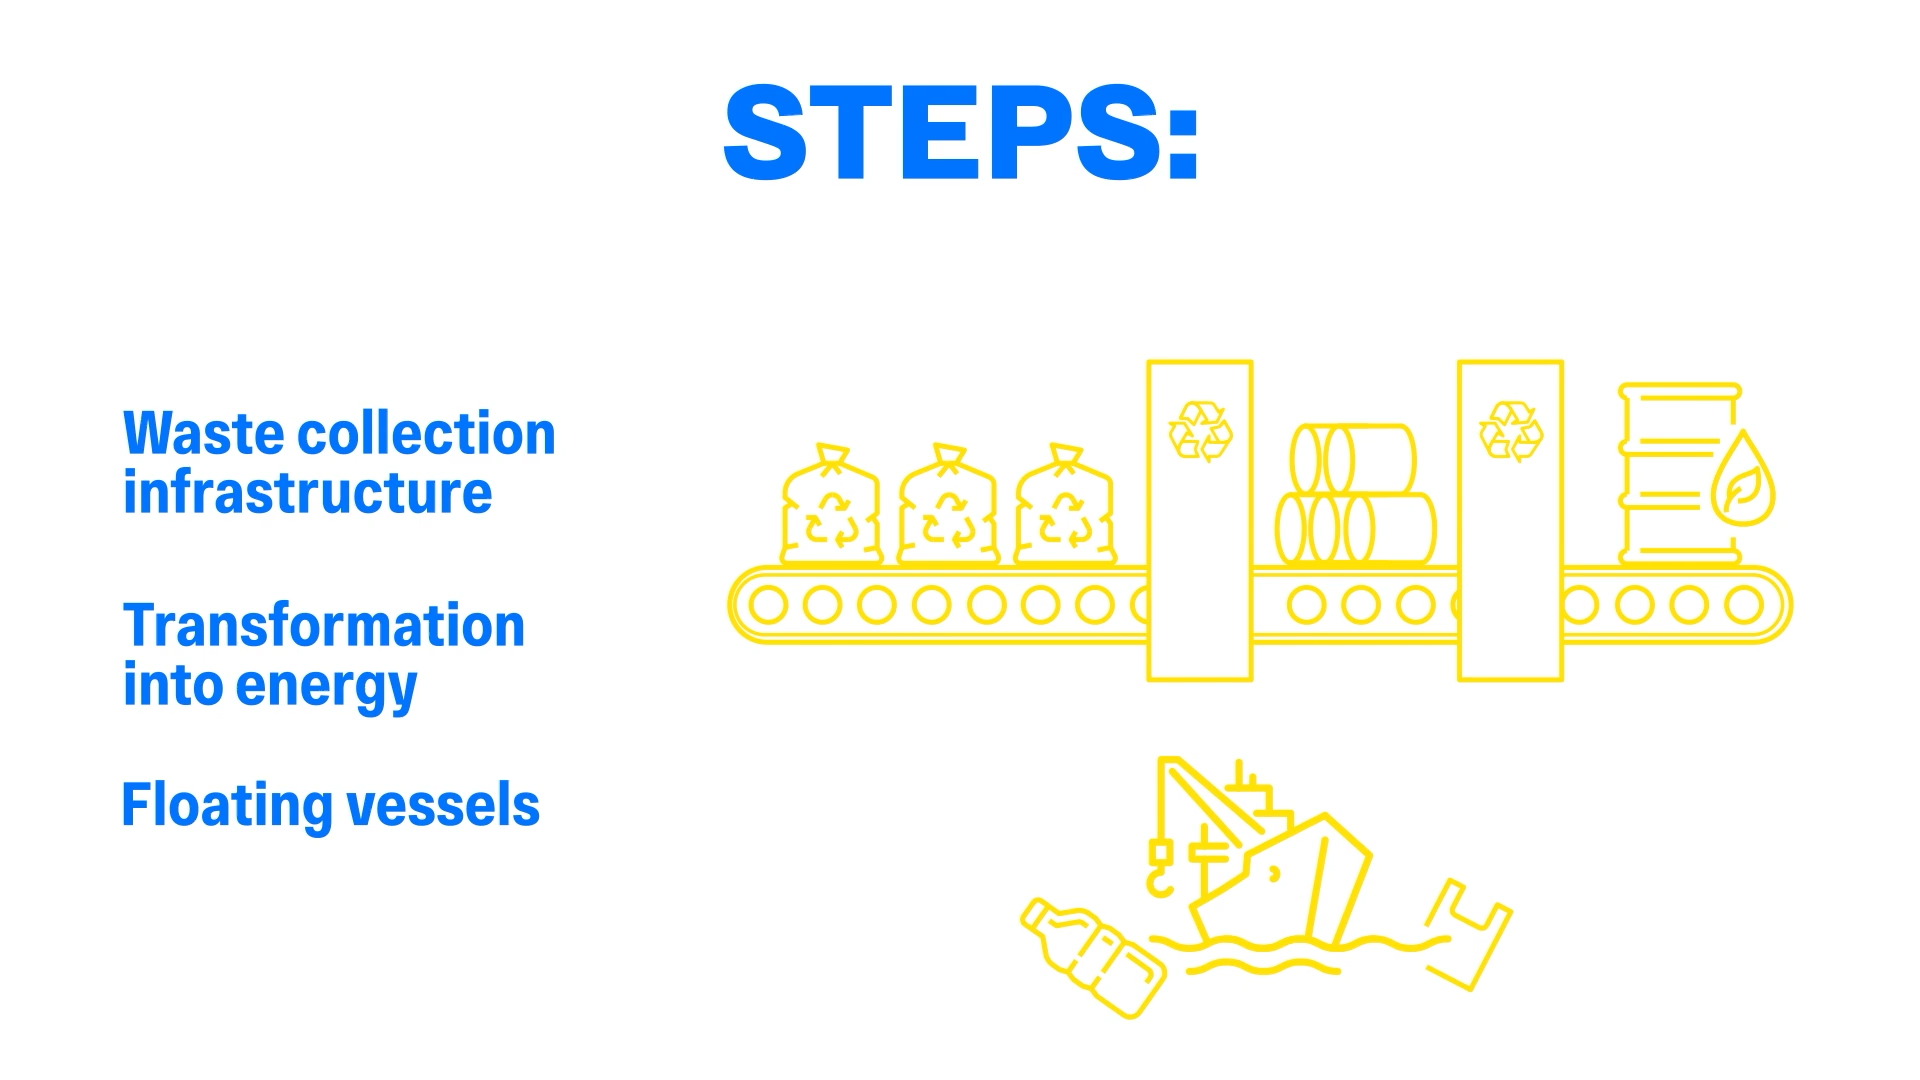 STEPS:
Waste collection
infrastructure
Transformation
into energy
Floating vessels